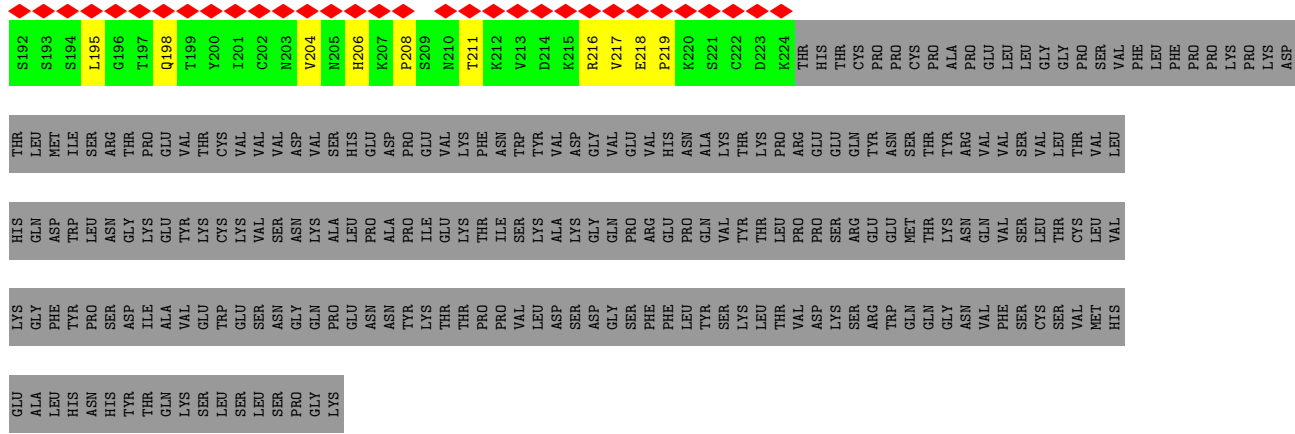 S192 S193 S194 L195 G196 T197 Q198 T199 Y200 I201 C202 N203 V204 N205 H206 K207 P208 S209 N210 T211 K212 V213 D214 K215 R216 V217 E218 P219 K220 S221 C222 D223 K224 THR HIS THR CYS PRO PRO CYS PRO ALA PRO GLU LEU LEU GLY GLY PRO SER VAL PHE LEU PHE PRO PRO LYS PRO LYS ASP
THR LEU MET ILE SER ARG THR PRO GLU VAL THR CYS VAL VAL VAL ASP VAL SER HIS GLU ASP PRO GLU VAL LYS PHE ASN TRP TYR VAL ASP GLY VAL GLU VAL HIS ASN ALA LYS THR LYS PRO ARG GLU GLU GLN TYR ASN SER THR TYR ARG VAL VAL SER VAL LEU THR VAL LEU
HIS GLN ASP TRP LEU ASN GLY LYS GLU TYR LYS CYS LYS VAL SER ASN LYS ALA LEU PRO ALA PRO ILE GLU LYS THR ILE SER LYS ALA LYS GLY GLN PRO ARG GLU PRO GLN VAL TYR THR LEU PRO PRO SER ARG GLU GLU MET THR LYS ASN GLN VAL SER LEU THR CYS LEU VAL
LYS GLY PHE TYR PRO SER ASP ILE ALA VAL GLU TRP GLU SER ASN GLY GLN PRO GLU ASN ASN TYR LYS THR THR PRO PRO VAL LEU ASP SER ASP GLY SER PHE PHE LEU TYR SER LYS LEU THR VAL ASP LYS SER ARG TRP GLN GLN GLY ASN VAL PHE SER CYS SER VAL MET HIS
GLU ALA LEU HIS ASN HIS TYR THR GLN LYS SER LEU SER LEU SER PRO GLY LYS